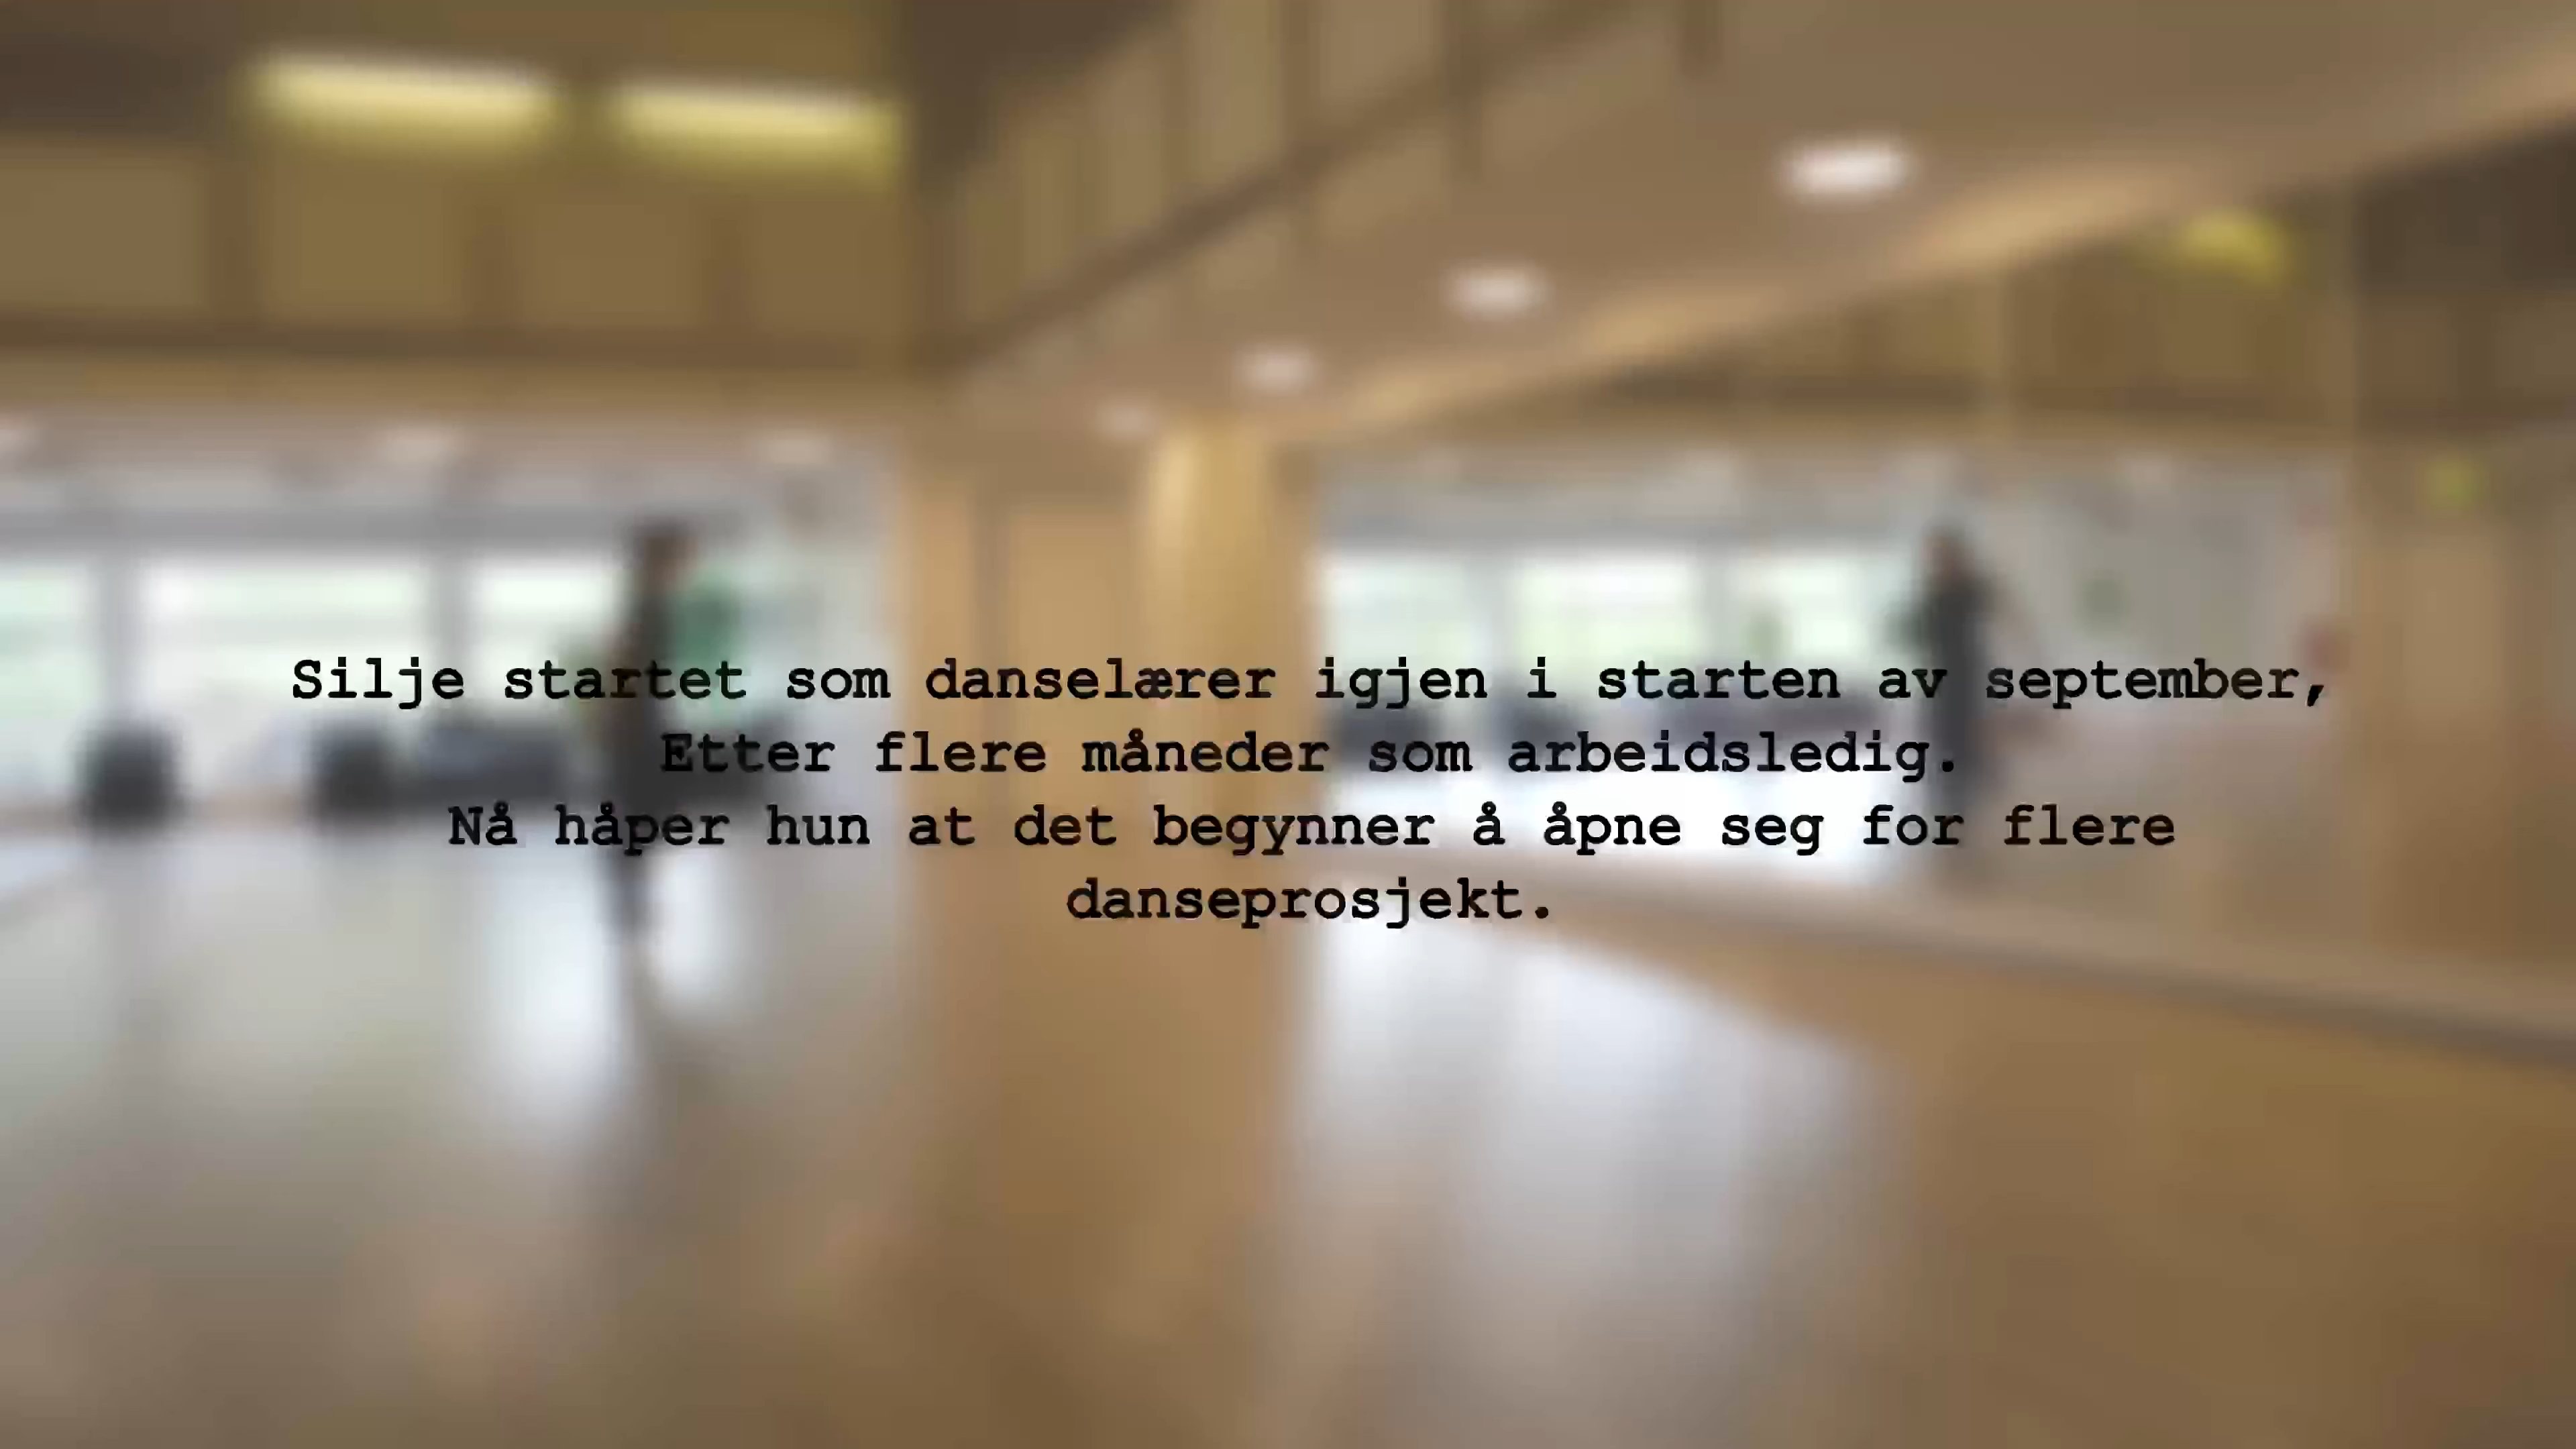 Silje startet som danselærer igjen i starten av september,
Etter flere måneder som arbeidsledig.
Nå håper hun at det begynner å åpne seg for flere
danseprosjekt.